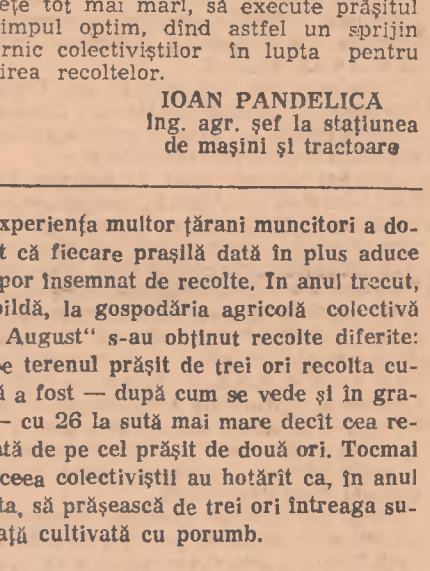 ețe tot mai mari, să execute prășitul
impul optim, dînd astfel un sprijin
rnic colectiviștilor în lupta pentru
irea recoltelor.
IOAN PANDELICA
ing. agr. șef la stațiunea
de mașini și tractoare
xperiența multor țărani muncitori a do-
t că fiecare prașilă dată în plus aduce
por însemnat de recolte. In anul trecut,
ildă, la gospodăria agricolă colectivă
August“ s-au obținut recolte diferite:
e terenul prășit de trei ori recolta cu-
ă a fost — după cum se vede și în gra-
— cu 26 la sută mai mare decît cea re-
tă de pe cel prășit de două ori. Tocmai
ceea colectiviștii au hotărît ca, în anul
ta, să prășească de trei ori întreaga su-
ață cultivată cu porumb.